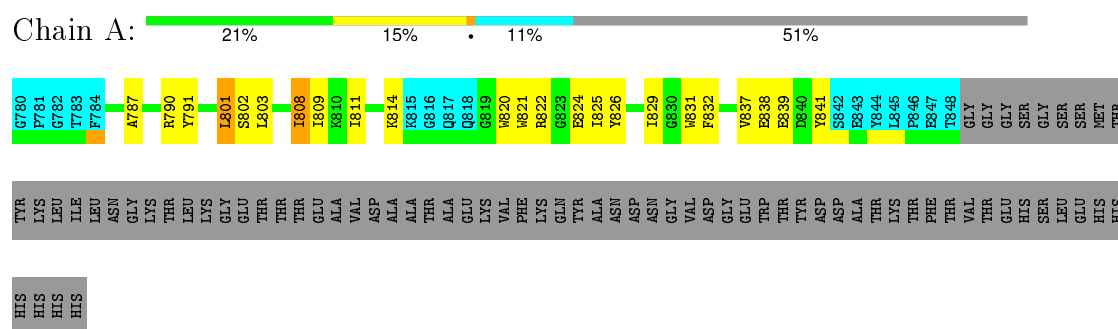 Chain A:
21% 15% • 11% 51%
G780 P781 G782 T783 F784 A787 R790 Y791 L801 S802 L803 I808 I809 K810 I811 K814 K815 G816 Q817 Q818 G819 W820 W821 R822 G823 E824 I825 Y826 I829 G830 W831 F832 V837 E838 E839 D840 Y841 S842 E843 Y844 L845 P846 E847 T848 GLY GLY GLY SER GLY SER SER MET THR
TYR LYS LEU ILE LEU ASN GLY LYS THR LEU LYS GLY GLU THR THR THR GLU ALA VAL ASP ALA ALA THR ALA GLU LYS VAL PHE LYS GLN TYR ALA ASN ASP ASN GLY VAL ASP GLY GLU TRP THR TYR ASP ASP ALA THR LYS THR PHE THR VAL THR GLU HIS SER LEU GLU HIS HIS
HIS HIS HIS HIS